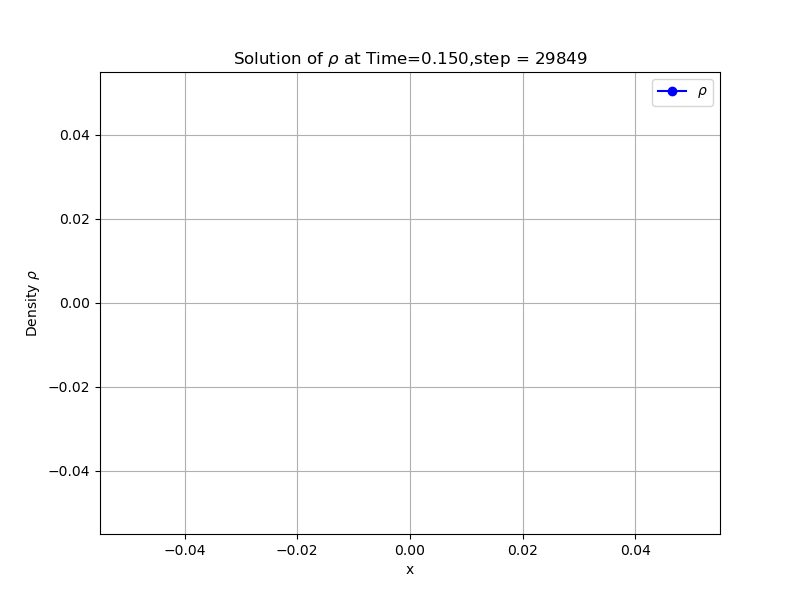 Solution of ρ at Time=0.150,step = 29849
ρ
0.04
0.02
0.00
−0.02
−0.04
Density ρ
−0.04 −0.02 0.00 0.02 0.04
x